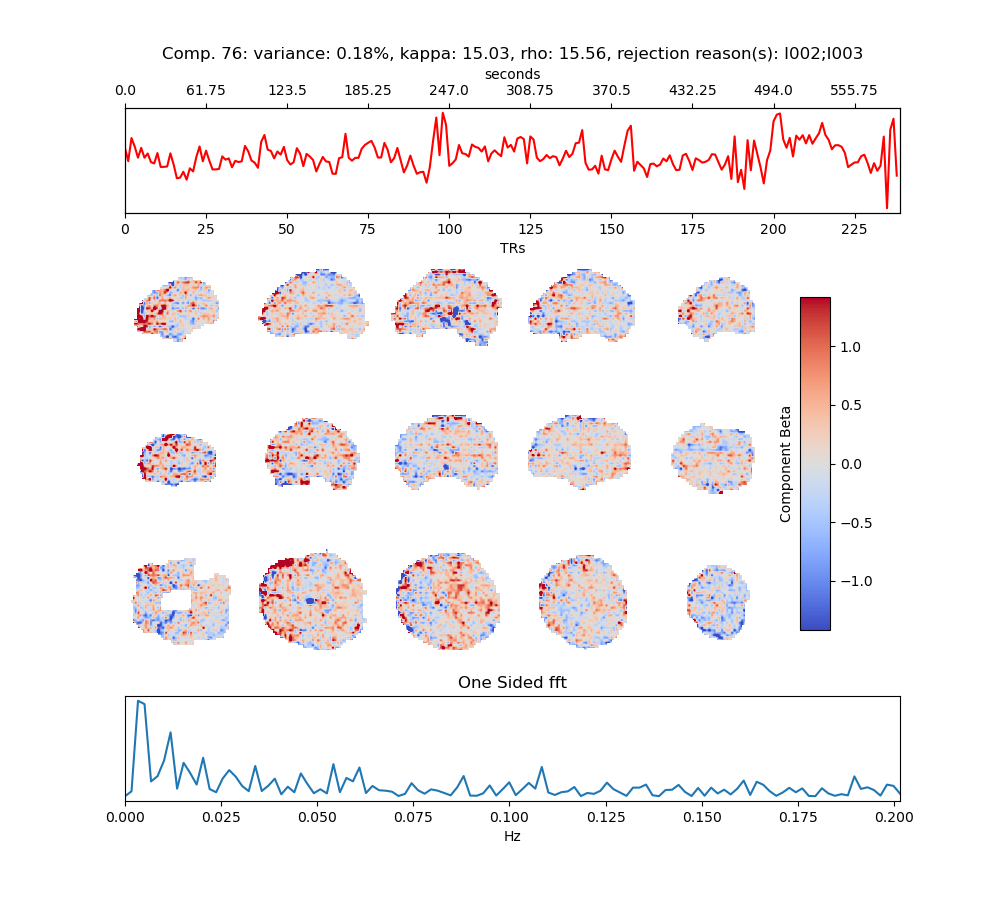 Comp. 76: variance: 0.18%, kappa: 15.03, rho: 15.56, rejection reason(s): I002;I003
seconds
0.0 61.75 123.5 185.25 247.0 308.75 370.5 432.25 494.0 555.75
0 25 50 75 100 125 150 175 200 225
TRs
1.0
0.5
0.0
−0.5
−1.0
Component Beta
One Sided fft
0.000 0.025 0.050 0.075 0.100 0.125 0.150 0.175 0.200
Hz